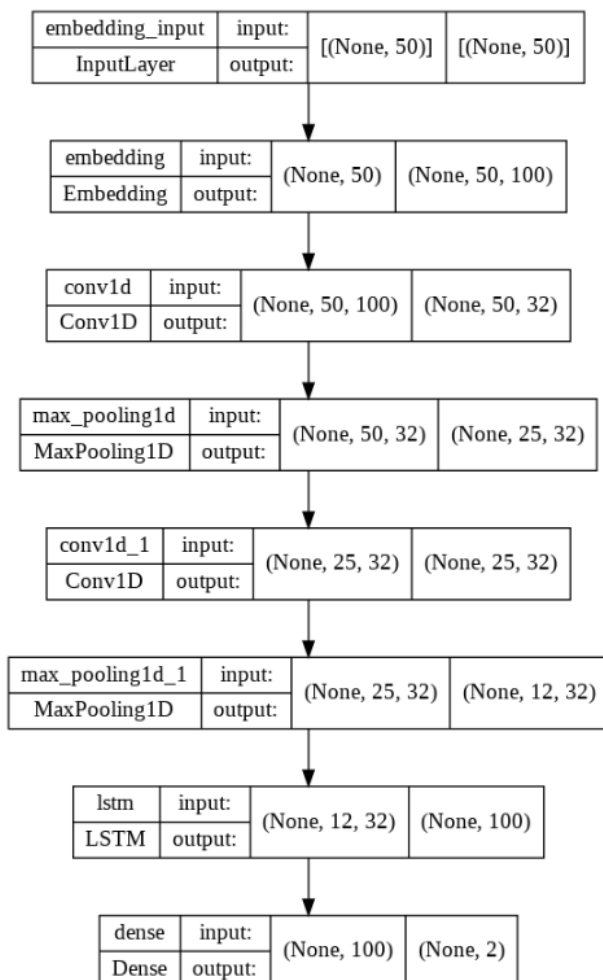 embedding_input input: [(None, 50)] [(None, 50)]
InputLayer output:
embedding input: (None, 50) (None, 50, 100)
Embedding output:
conv1d input: (None, 50, 100) (None, 50, 32)
Conv1D output:
max_pooling1d input: (None, 50, 32) (None, 25, 32)
MaxPooling1D output:
conv1d_1 input: (None, 25, 32) (None, 25, 32)
Conv1D output:
max_pooling1d_1 input: (None, 25, 32) (None, 12, 32)
MaxPooling1D output:
lstm input: (None, 12, 32) (None, 100)
LSTM output:
dense input: (None, 100) (None, 2)
Dense output: